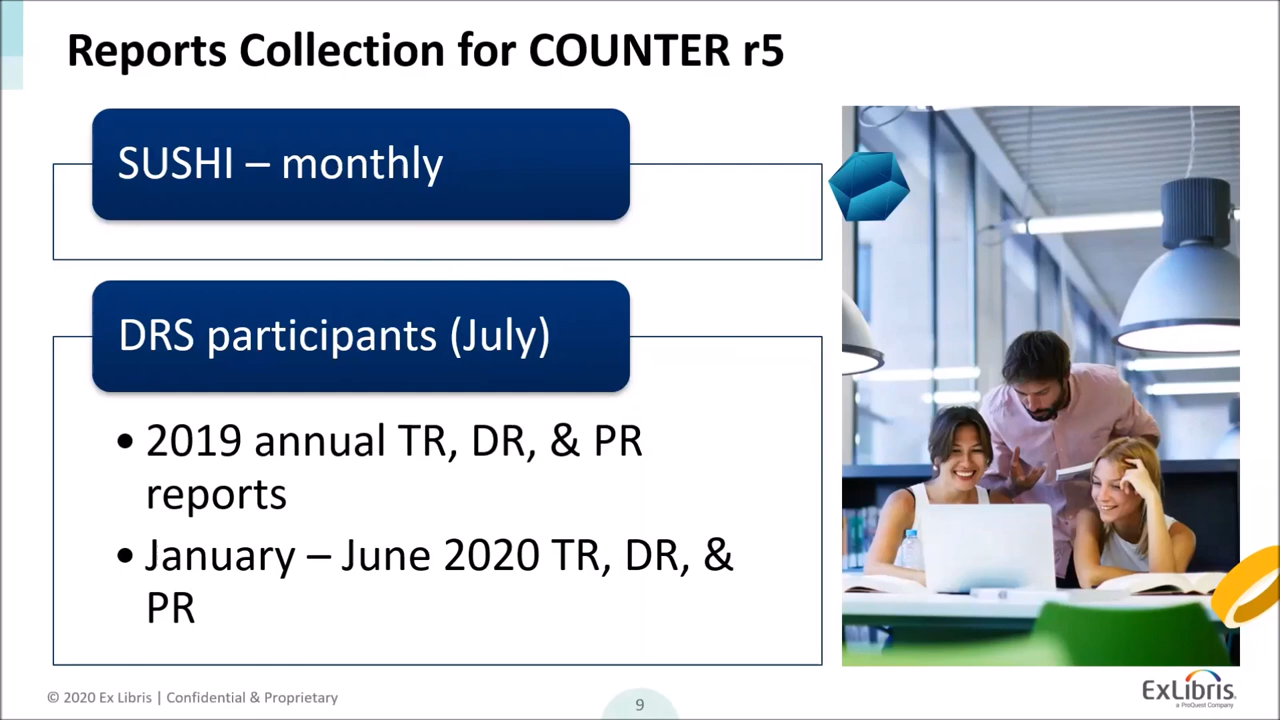 Reports Collection for COUNTER r5
SUSHI – monthly
DRS participants (July)
• 2019 annual TR, DR, & PR
reports
• January – June 2020 TR, DR, &
PR
© 2020 Ex Libris | Confidential & Proprietary
9
ExLibris
a ProQuest Company